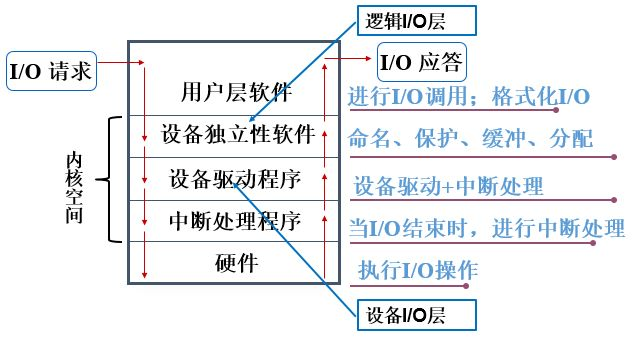 逻辑I/O层
I/O 请求
I/O 应答
用户层软件
进行I/O调用；格式化I/O
设备独立性软件
命名、保护、缓冲、分配
内核空间
设备驱动程序
设备驱动+中断处理
中断处理程序
当I/O结束时，进行中断处理
硬件
执行I/O操作
设备I/O层